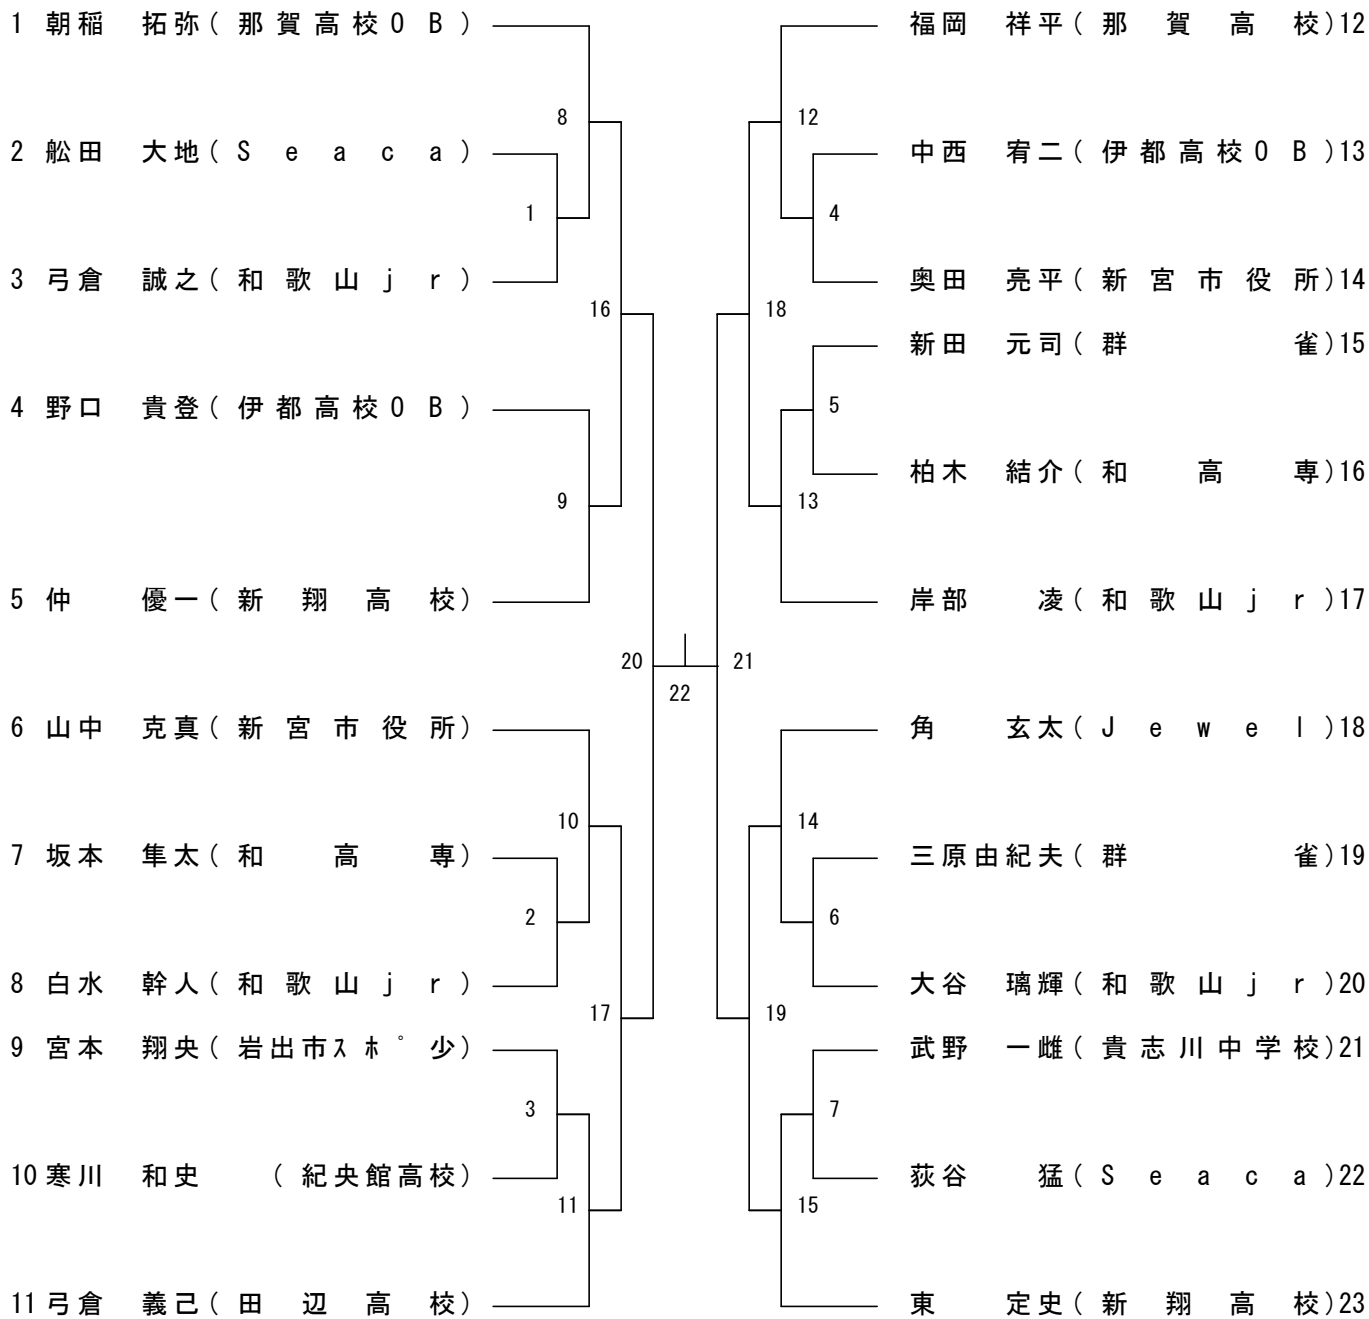 1 朝稲 拓弥(那賀高校OB)
8
2 舩田 大地(Seaca)
1
3 弓倉 誠之(和歌山jr)
16
4 野口 貴登(伊都高校OB)
9
5 仲 優一(新翔高校)
20
6 山中 克真(新宮市役所)
10
7 坂本 隼太(和高専)
2
8 白水 幹人(和歌山jr)
17
9 宮本 翔央(岩出市スポ少)
3
10 寒川 和史 (紀央館高校)
11
11 弓倉 義己(田辺高校)
22
福岡 祥平(那賀高校)12
12
中西 宥二(伊都高校OB)13
4
奥田 亮平(新宮市役所)14
18
新田 元司(群雀)15
5
柏木 結介(和高専)16
13
岸部 凌(和歌山jr)17
21
角 玄太(Jewel)18
14
三原由紀夫(群雀)19
6
大谷 璃輝(和歌山jr)20
19
武野 一雌(貴志川中学校)21
7
荻谷 猛(Seaca)22
15
東 定史(新翔高校)23